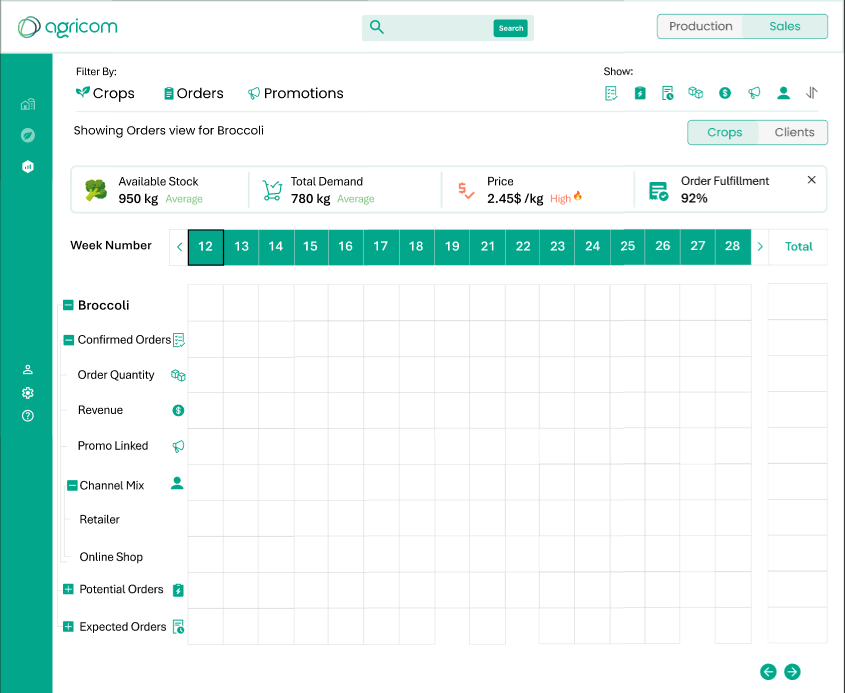 agricom
Search
Production Sales
Filter By:
Show:
Crops Orders Promotions
Showing Orders view for Broccoli
Crops Clients
Available Stock
950 kg Average
Total Demand
780 kg Average
Price
2.45$ /kg High
Order Fulfillment
92%
Week Number 12 13 14 15 16 17 18 19 21 22 23 24 25 26 27 28 Total
Broccoli
Confirmed Orders
Order Quantity
Revenue
Promo Linked
Channel Mix
Retailer
Online Shop
Potential Orders
Expected Orders